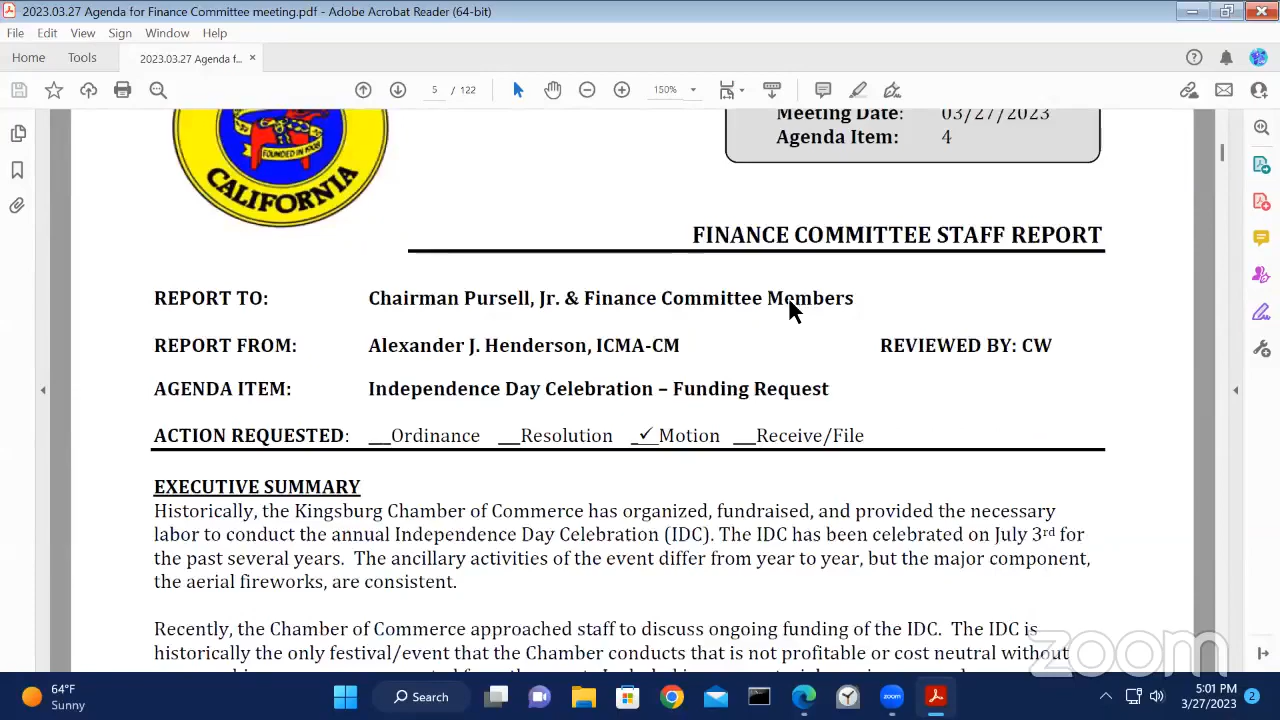 2023.03.27 Agenda for Finance Committee meeting.pdf - Adobe Acrobat Reader (64-bit)
File Edit View Sign Window Help
Home Tools 2023.03.27 Agenda f... ×
5 / 122 150%
FOUNDED IN 1908
CALIFORNIA
Meeting Date: 03/27/2023
Agenda Item: 4
FINANCE COMMITTEE STAFF REPORT
REPORT TO: Chairman Pursell, Jr. & Finance Committee Members
REPORT FROM: Alexander J. Henderson, ICMA-CM REVIEWED BY: CW
AGENDA ITEM: Independence Day Celebration – Funding Request
ACTION REQUESTED: ___Ordinance ___Resolution _✓_Motion ___Receive/File
EXECUTIVE SUMMARY
Historically, the Kingsburg Chamber of Commerce has organized, fundraised, and provided the necessary
labor to conduct the annual Independence Day Celebration (IDC). The IDC has been celebrated on July 3rd for
the past several years. The ancillary activities of the event differ from year to year, but the major component,
the aerial fireworks, are consistent.
Recently, the Chamber of Commerce approached staff to discuss ongoing funding of the IDC. The IDC is
historically the only festival/event that the Chamber conducts that is not profitable or cost neutral without
zoom
64°F
Sunny
Search
5:01 PM
3/27/2023
2